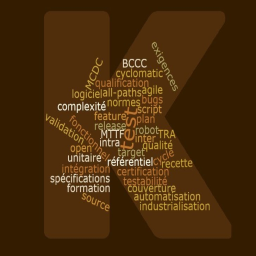 BCCC
exigences
MCDC
cyclomatic
qualification
logiciel
all-paths
agile
complexité
normes
bugs
script
feature
plan
test
release
fonctionnel
validation
MTTF
robot
TRA
intra
inter
qualité
open
target
cycle
unitaire
référentiel
recette
intégration
certification
spécifications
testabilité
formation
couverture
source
automatisation
industrialisation